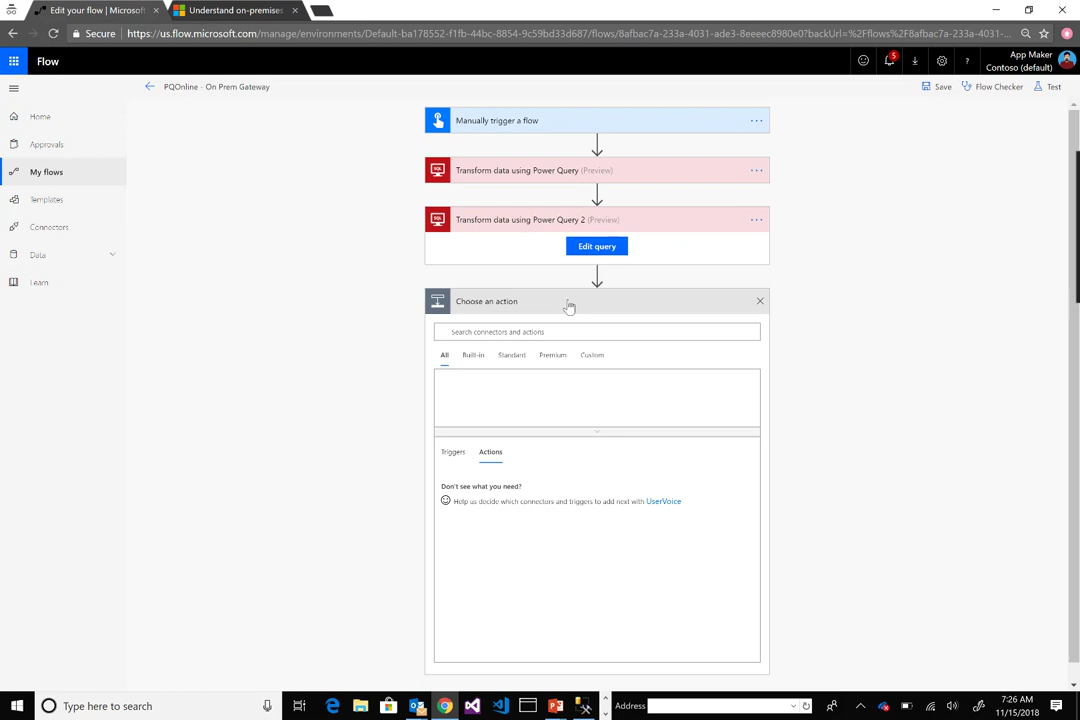 Edit your flow | Microsoft
Understand on-premises
Secure
https://us.flow.microsoft.com/manage/environments/Default-ba178552-f1fb-44bc-8854-9c59bd33d687/flows/8afbac7a-233a-4031-ade3-8eeeec8980e0?backUrl=%2Fflows%2F8afbac7a-233a-4031-...
Flow
5
?
App Maker
Contoso (default)
PQOnline - On Prem Gateway
Save
Flow Checker
Test
Home
Approvals
My flows
Templates
Connectors
Data
Learn
Manually trigger a flow
...
SQL
Transform data using Power Query (Preview)
...
SQL
Transform data using Power Query 2 (Preview)
...
Edit query
Choose an action
Search connectors and actions
All
Built-in
Standard
Premium
Custom
Triggers
Actions
Don't see what you need?
Help us decide which connectors and triggers to add next with UserVoice
Type here to search
Address
7:26 AM
11/15/2018